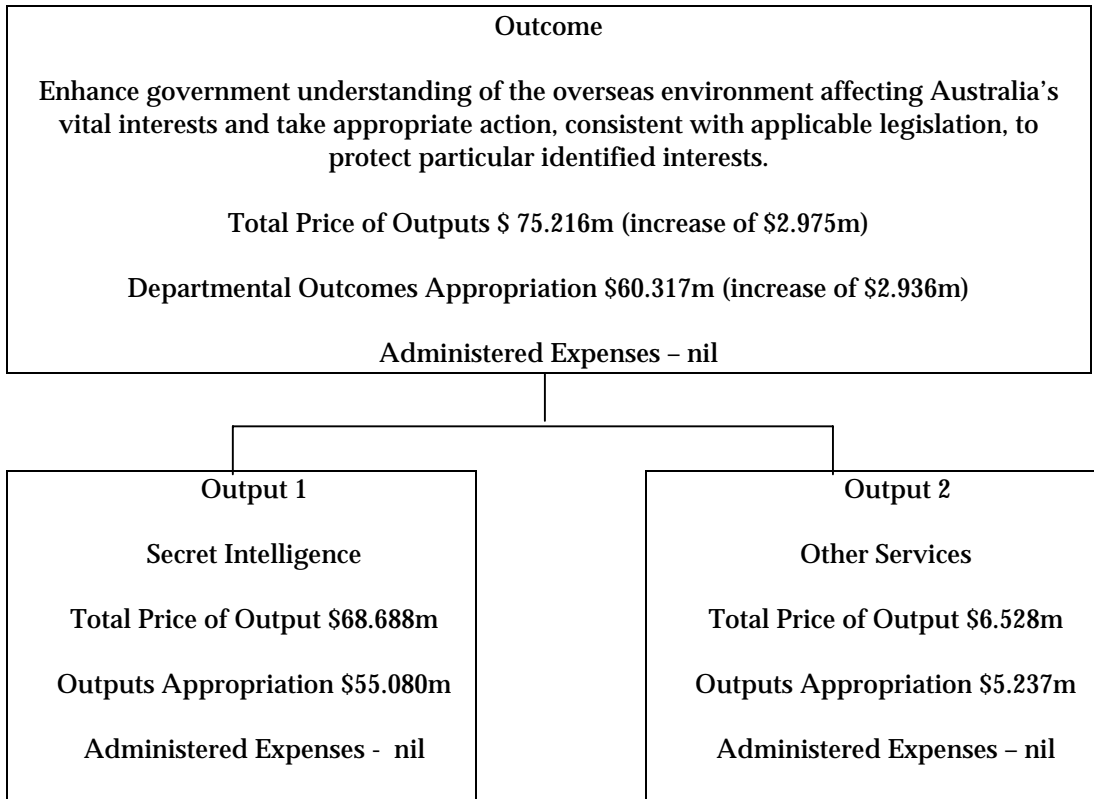 Outcome
Enhance government understanding of the overseas environment affecting Australia’s
vital interests and take appropriate action, consistent with applicable legislation, to
protect particular identified interests.
Total Price of Outputs $ 75.216m (increase of $2.975m)
Departmental Outcomes Appropriation $60.317m (increase of $2.936m)
Administered Expenses – nil
Output 1
Secret Intelligence
Total Price of Output $68.688m
Outputs Appropriation $55.080m
Administered Expenses - nil
Output 2
Other Services
Total Price of Output $6.528m
Outputs Appropriation $5.237m
Administered Expenses – nil